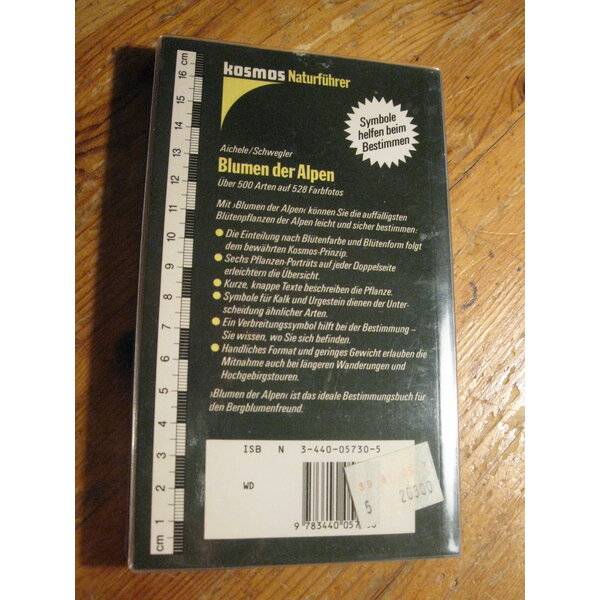 kosmos Naturführer
Symbole
helfen beim
Bestimmen
Aichele/Schwegler
Blumen der Alpen
Über 500 Arten auf 528 Farbfotos
Mit ›Blumen der Alpen‹ können Sie die auffälligsten
Blütenpflanzen der Alpen leicht und sicher bestimmen:
Die Einteilung nach Blütenfarbe und Blütenform folgt
dem bewährten Kosmos-Prinzip.
Sechs Pflanzen-Porträts auf jeder Doppelseite
erleichtern die Übersicht.
Kurze, knappe Texte beschreiben die Pflanze.
Symbole für Kalk und Urgestein dienen der Unter-
scheidung ähnlicher Arten.
Ein Verbreitungssymbol hilft bei der Bestimmung –
Sie wissen, wo Sie sich befinden.
Handliches Format und geringes Gewicht erlauben die
Mitnahme auch bei längeren Wanderungen und
Hochgebirgstouren.
›Blumen der Alpen‹ ist das ideale Bestimmungsbuch für
den Bergblumenfreund.
ISB N 3-440-05730-5
WD
5 20300
9 783440 057
cm 1 2 3 4 5 6 7 8 9 10 11 12 13 14 15 16 cm